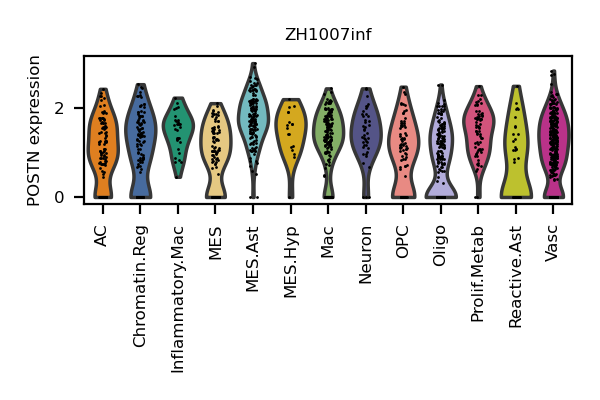 ZH1007inf
POSTN expression
2
0
AC
Chromatin.Reg
Inflammatory.Mac
MES
MES.Ast
MES.Hyp
Mac
Neuron
OPC
Oligo
Prolif.Metab
Reactive.Ast
Vasc